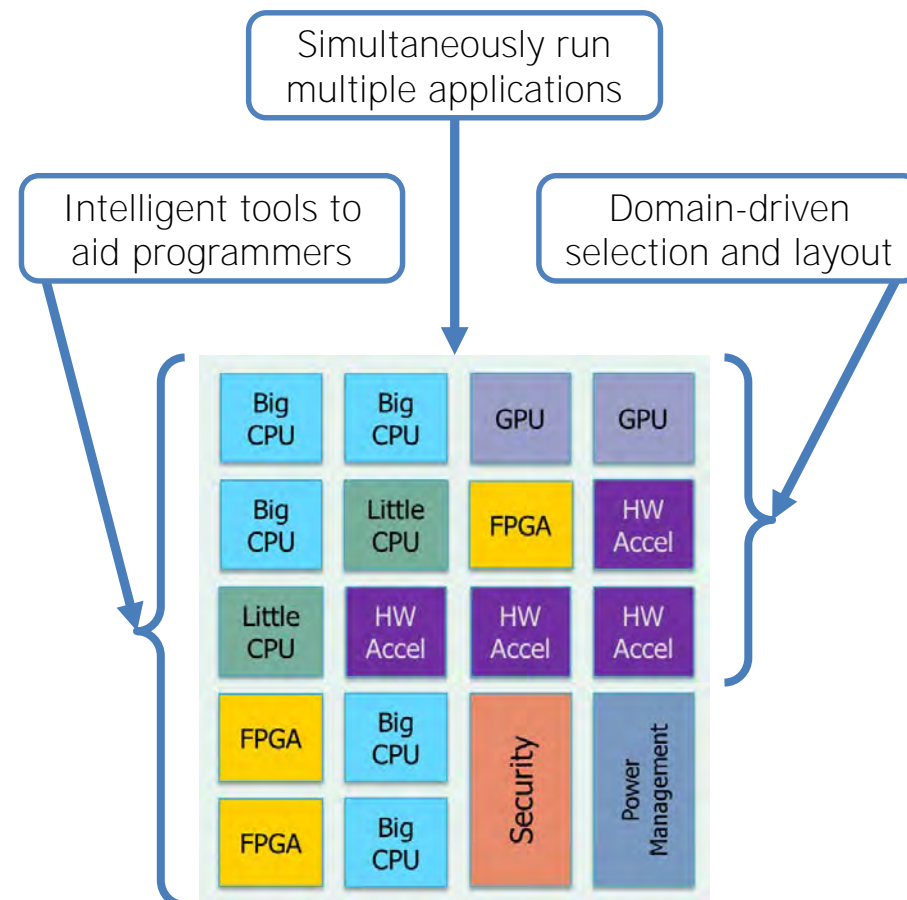 Simultaneously run
multiple applications
Intelligent tools to
aid programmers
Domain-driven
selection and layout
Big
CPU
Big
CPU
GPU
GPU
Big
CPU
Little
CPU
FPGA
HW
Accel
Little
CPU
HW
Accel
HW
Accel
HW
Accel
FPGA
Big
CPU
Security
Power
Management
FPGA
Big
CPU